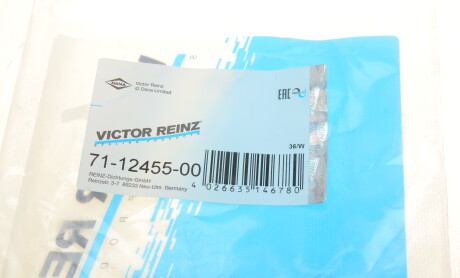 DANA
Victor Reinz
© Dana Limited
EAC
VICTOR REINZ
36/W
71-12455-00
REINZ-Dichtungs-GmbH
Reinzstr. 3-7 89233 Neu-Ulm Germany
4 026635 146780
R RE